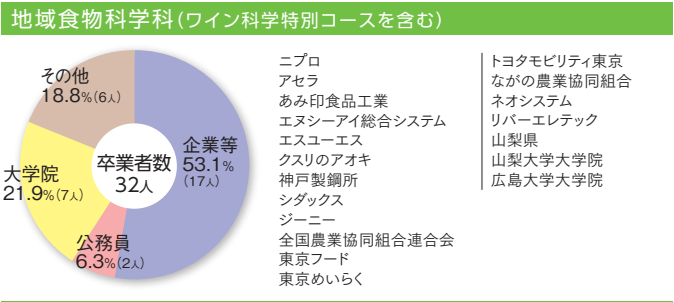 地域食物科学科（ワイン科学特別コースを含む）
その他
18.8%(6人)
企業等
53.1%
(17人)
卒業者数
32人
大学院
21.9%(7人)
公務員
6.3%(2人)
ニプロ
アセラ
あみ印食品工業
エヌシーアイ総合システム
エスユーエス
クスリのアオキ
神戸製鋼所
シダックス
ジーニー
全国農業協同組合連合会
東京フード
東京めいらく
トヨタモビリティ東京
ながの農業協同組合
ネオシステム
リバーエレテック
山梨県
山梨大学大学院
広島大学大学院